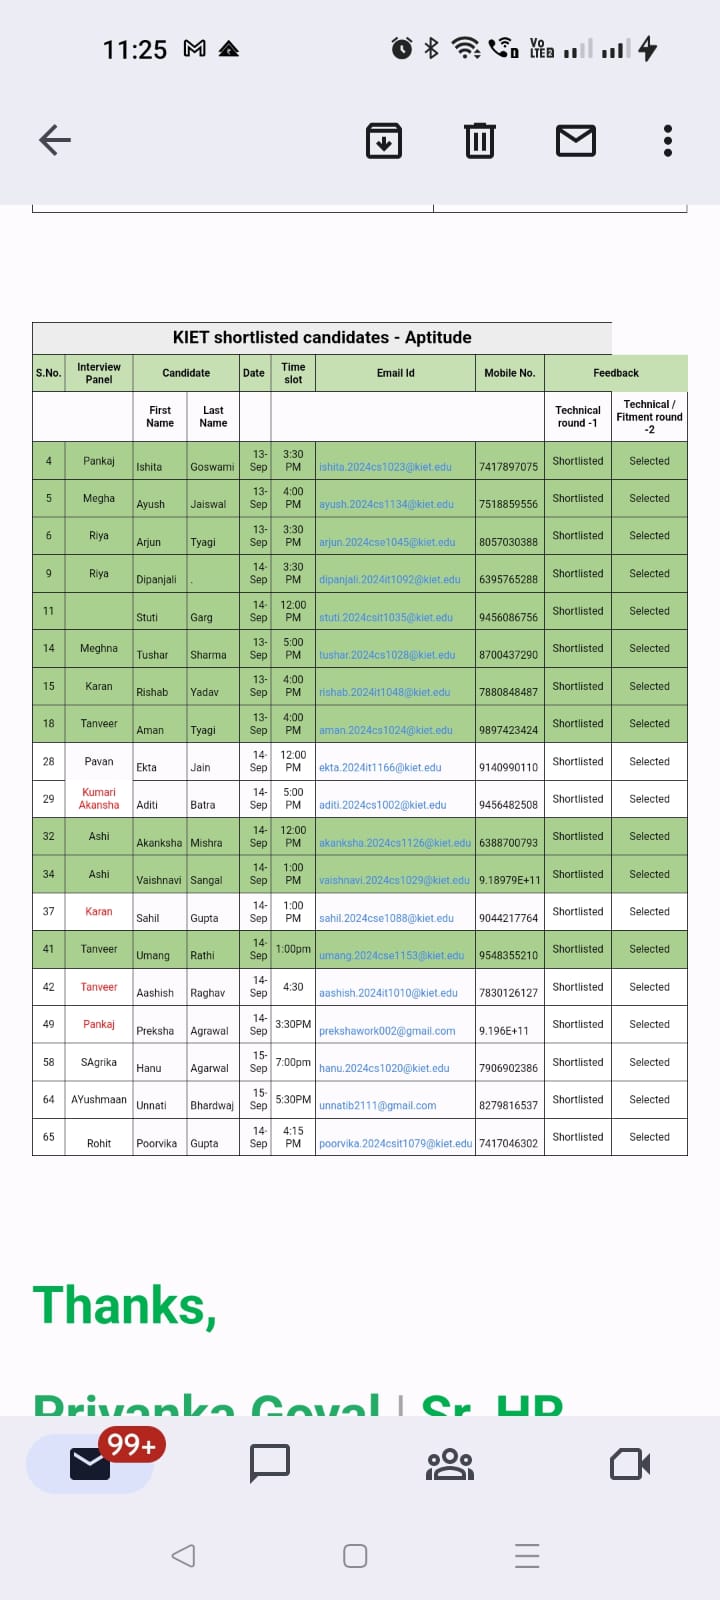 11:25
Vo
LTE2
KIET shortlisted candidates - Aptitude
S.No. Interview Panel Candidate Date Time slot Email Id Mobile No. Feedback
First Name Last Name Technical round -1 Technical / Fitment round -2
4 Pankaj Ishita Goswami 13-Sep 3:30 PM ishita.2024cs1023@kiet.edu 7417897075 Shortlisted Selected
5 Megha Ayush Jaiswal 13-Sep 4:00 PM ayush.2024cs1134@kiet.edu 7518859556 Shortlisted Selected
6 Riya Arjun Tyagi 13-Sep 3:30 PM arjun.2024cse1045@kiet.edu 8057030388 Shortlisted Selected
9 Riya Dipanjali . 14-Sep 3:30 PM dipanjali.2024it1092@kiet.edu 6395765288 Shortlisted Selected
11 Stuti Garg 14-Sep 12:00 PM stuti.2024csit1035@kiet.edu 9456086756 Shortlisted Selected
14 Meghna Tushar Sharma 13-Sep 5:00 PM tushar.2024cs1028@kiet.edu 8700437290 Shortlisted Selected
15 Karan Rishab Yadav 13-Sep 4:00 PM rishab.2024it1048@kiet.edu 7880848487 Shortlisted Selected
18 Tanveer Aman Tyagi 13-Sep 4:00 PM aman.2024cs1024@kiet.edu 9897423424 Shortlisted Selected
28 Pavan Ekta Jain 14-Sep 12:00 PM ekta.2024it1166@kiet.edu 9140990110 Shortlisted Selected
29 Kumari Akansha Aditi Batra 14-Sep 5:00 PM aditi.2024cs1002@kiet.edu 9456482508 Shortlisted Selected
32 Ashi Akanksha Mishra 14-Sep 12:00 PM akanksha.2024cs1126@kiet.edu 6388700793 Shortlisted Selected
34 Ashi Vaishnavi Sangal 14-Sep 1:00 PM vaishnavi.2024cs1029@kiet.edu 9.18979E+11 Shortlisted Selected
37 Karan Sahil Gupta 14-Sep 1:00 PM sahil.2024cse1088@kiet.edu 9044217764 Shortlisted Selected
41 Tanveer Umang Rathi 14-Sep 1:00pm umang.2024cse1153@kiet.edu 9548355210 Shortlisted Selected
42 Tanveer Aashish Raghav 14-Sep 4:30 aashish.2024it1010@kiet.edu 7830126127 Shortlisted Selected
49 Pankaj Preksha Agrawal 14-Sep 3:30PM prekshawork002@gmail.com 9.196E+11 Shortlisted Selected
58 SAgrika Hanu Agarwal 15-Sep 7:00pm hanu.2024cs1020@kiet.edu 7906902386 Shortlisted Selected
64 AYushmaan Unnati Bhardwaj 15-Sep 5:30PM unnatib2111@gmail.com 8279816537 Shortlisted Selected
65 Rohit Poorvika Gupta 14-Sep 4:15 PM poorvika.2024csit1079@kiet.edu 7417046302 Shortlisted Selected
Thanks,
Priyanka Goyal | Sr. HR
99+